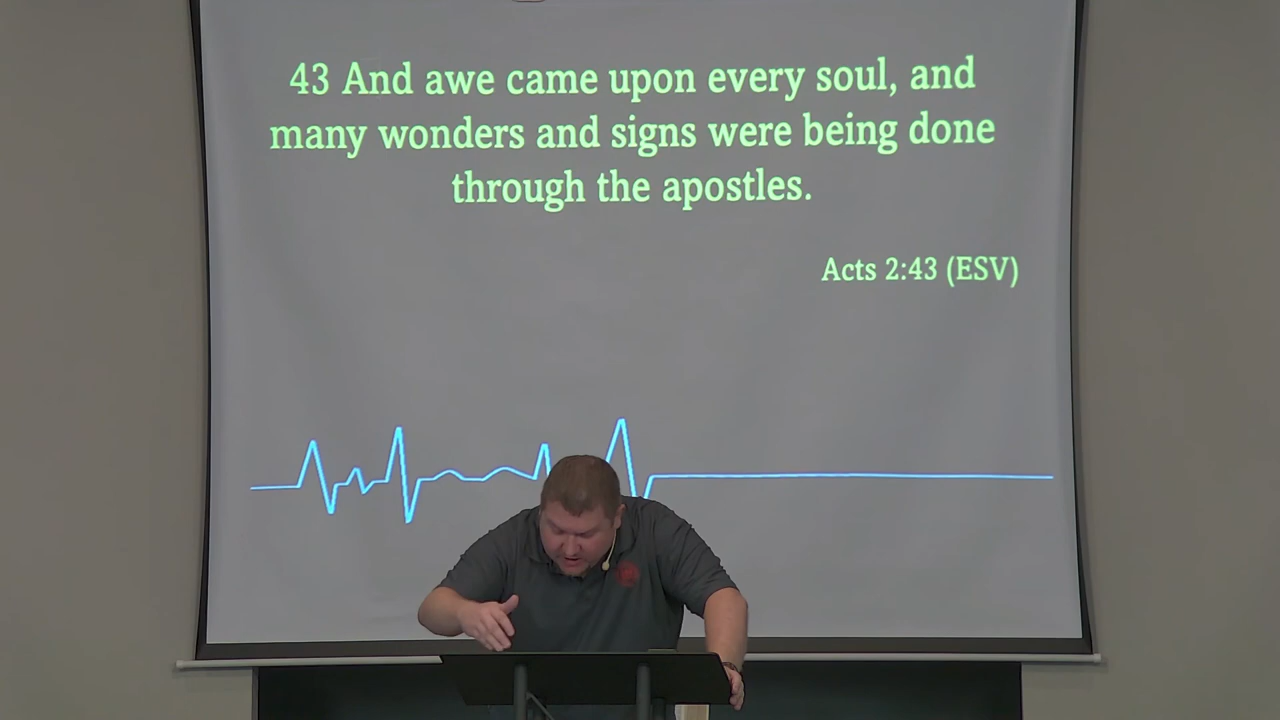 43 And awe came upon every soul, and
many wonders and signs were being done
through the apostles.
Acts 2:43 (ESV)